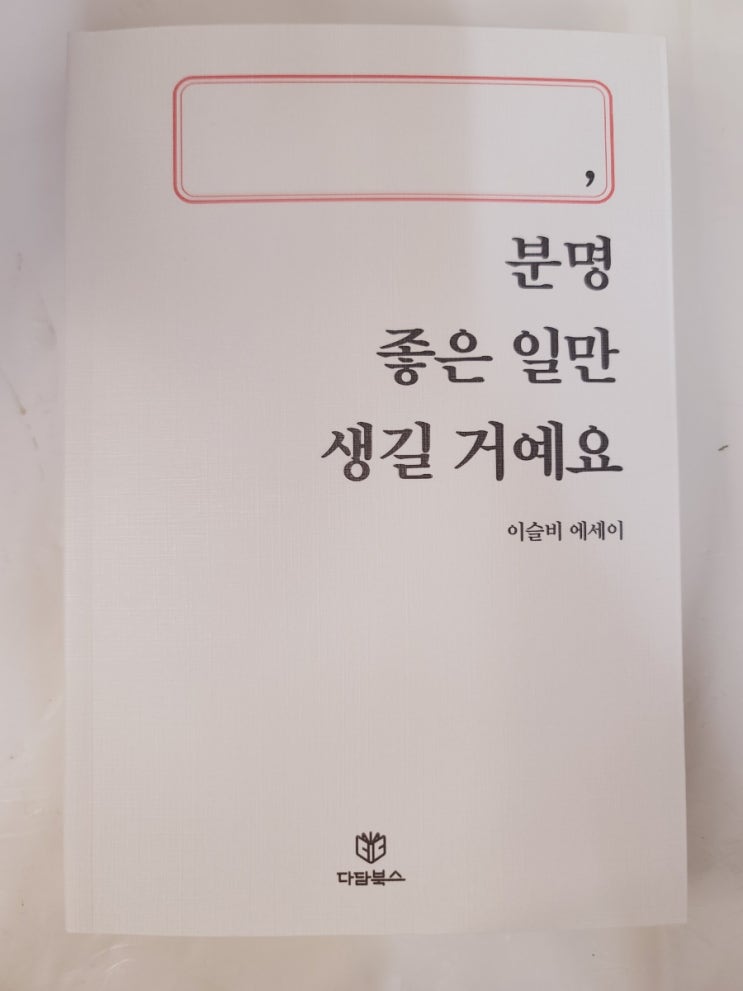 ,
분명
좋은 일만
생길 거예요
이슬비 에세이
다담북스